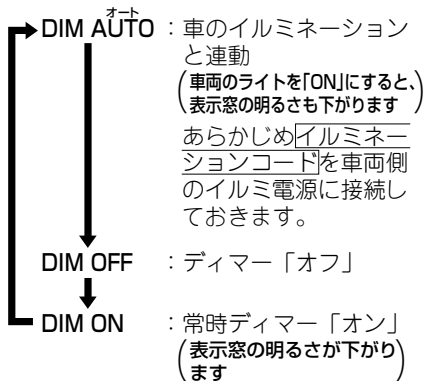 オート
DIM AUTO ：車のイルミネーション
と連動
（車両のライトを「ON」にすると、
表示窓の明るさも下がります）
あらかじめイルミネー
ションコードを車両側
のイルミ電源に接続し
ておきます。
DIM OFF ：ディマー「オフ」
DIM ON ：常時ディマー「オン」
（表示窓の明るさが下がり
ます）